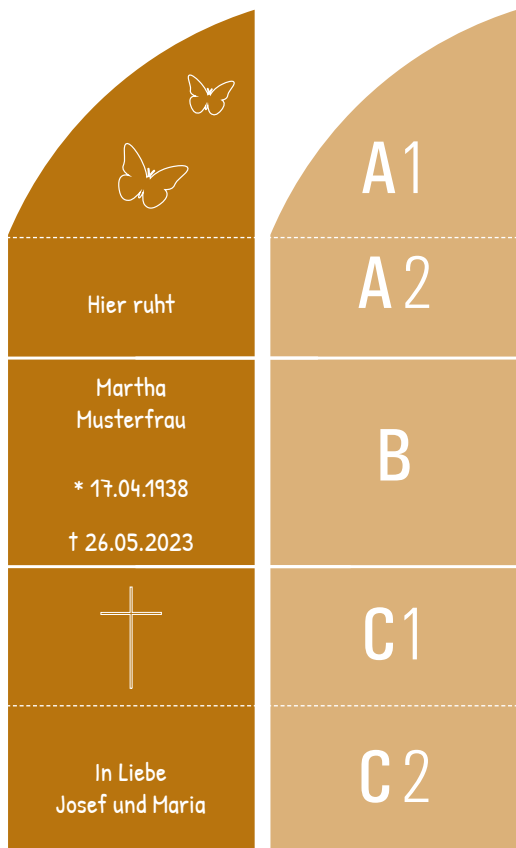 Hier ruht
Martha
Musterfrau
* 17.04.1938
† 26.05.2023
In Liebe
Josef und Maria
A1
A2
B
C1
C2